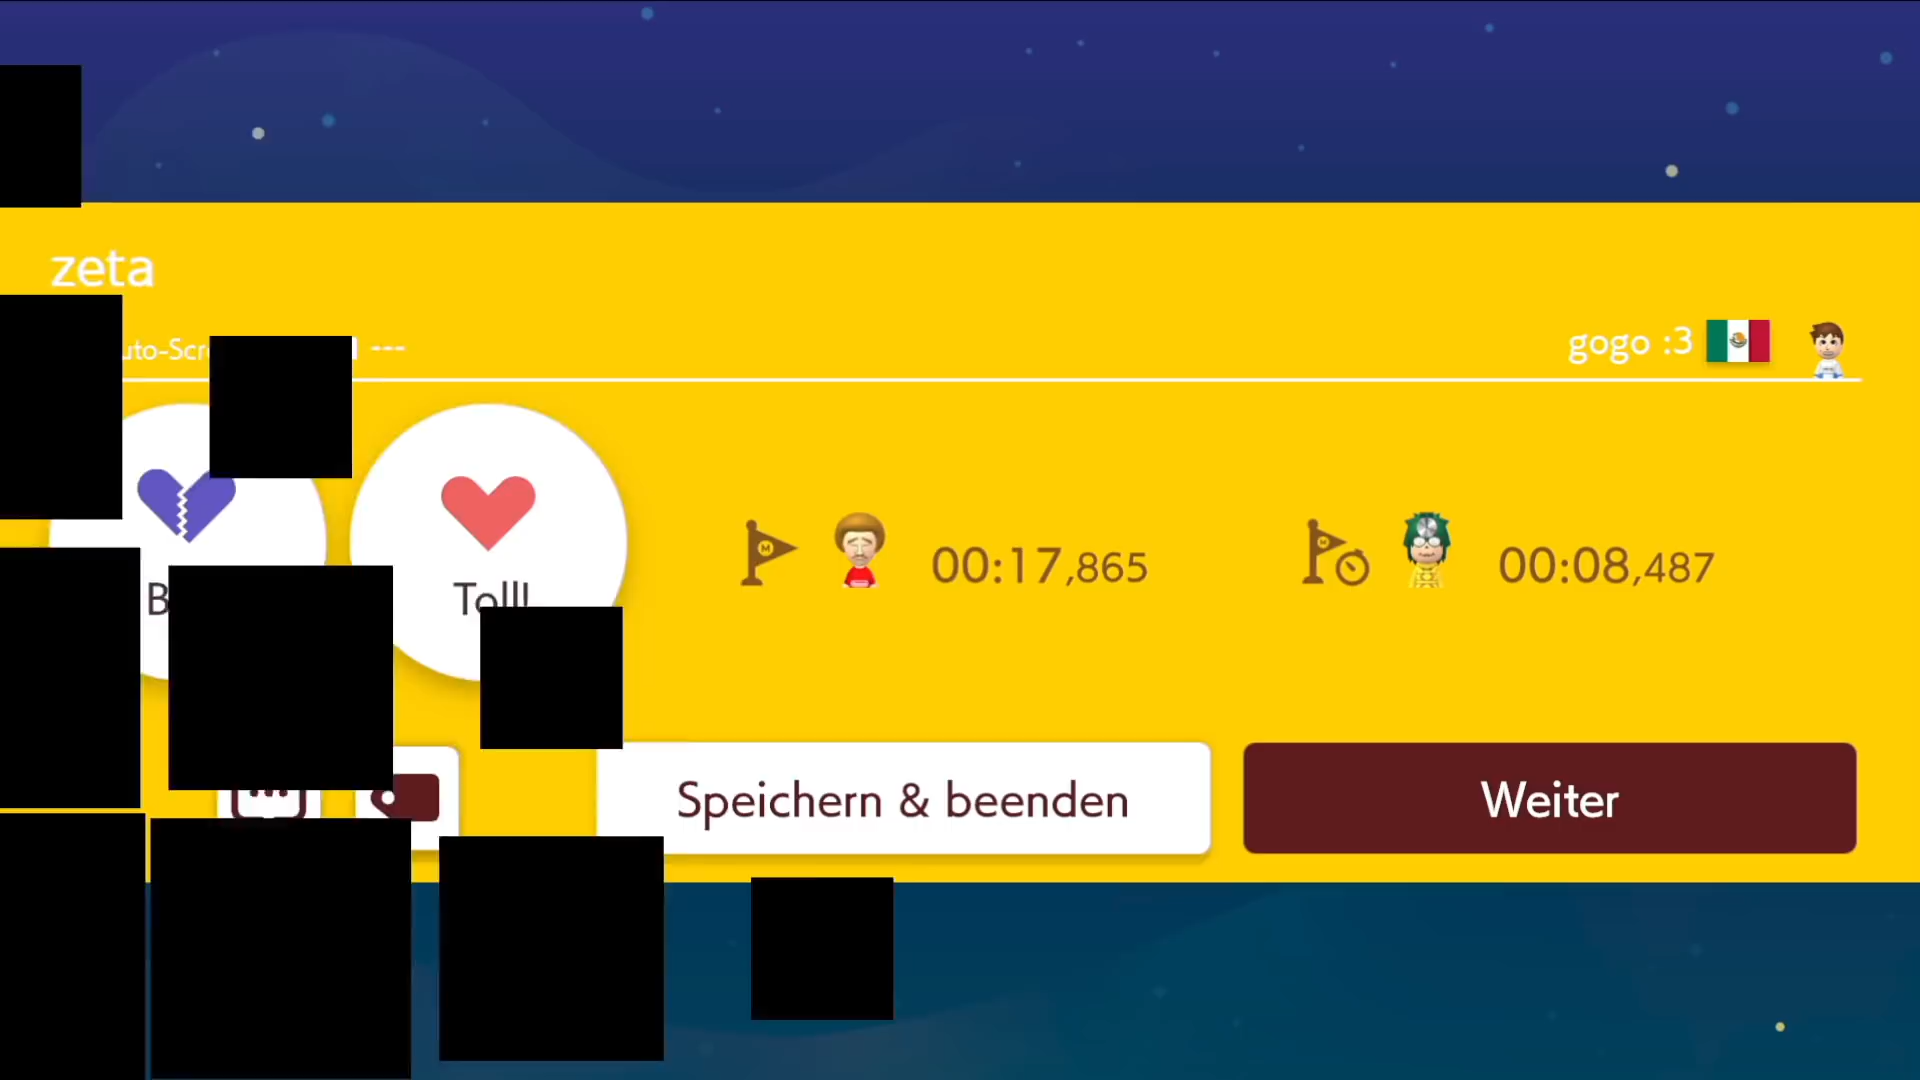 zeta
---
gogo :3
Toll!
00:17,865
00:08,487
Speichern & beenden
Weiter